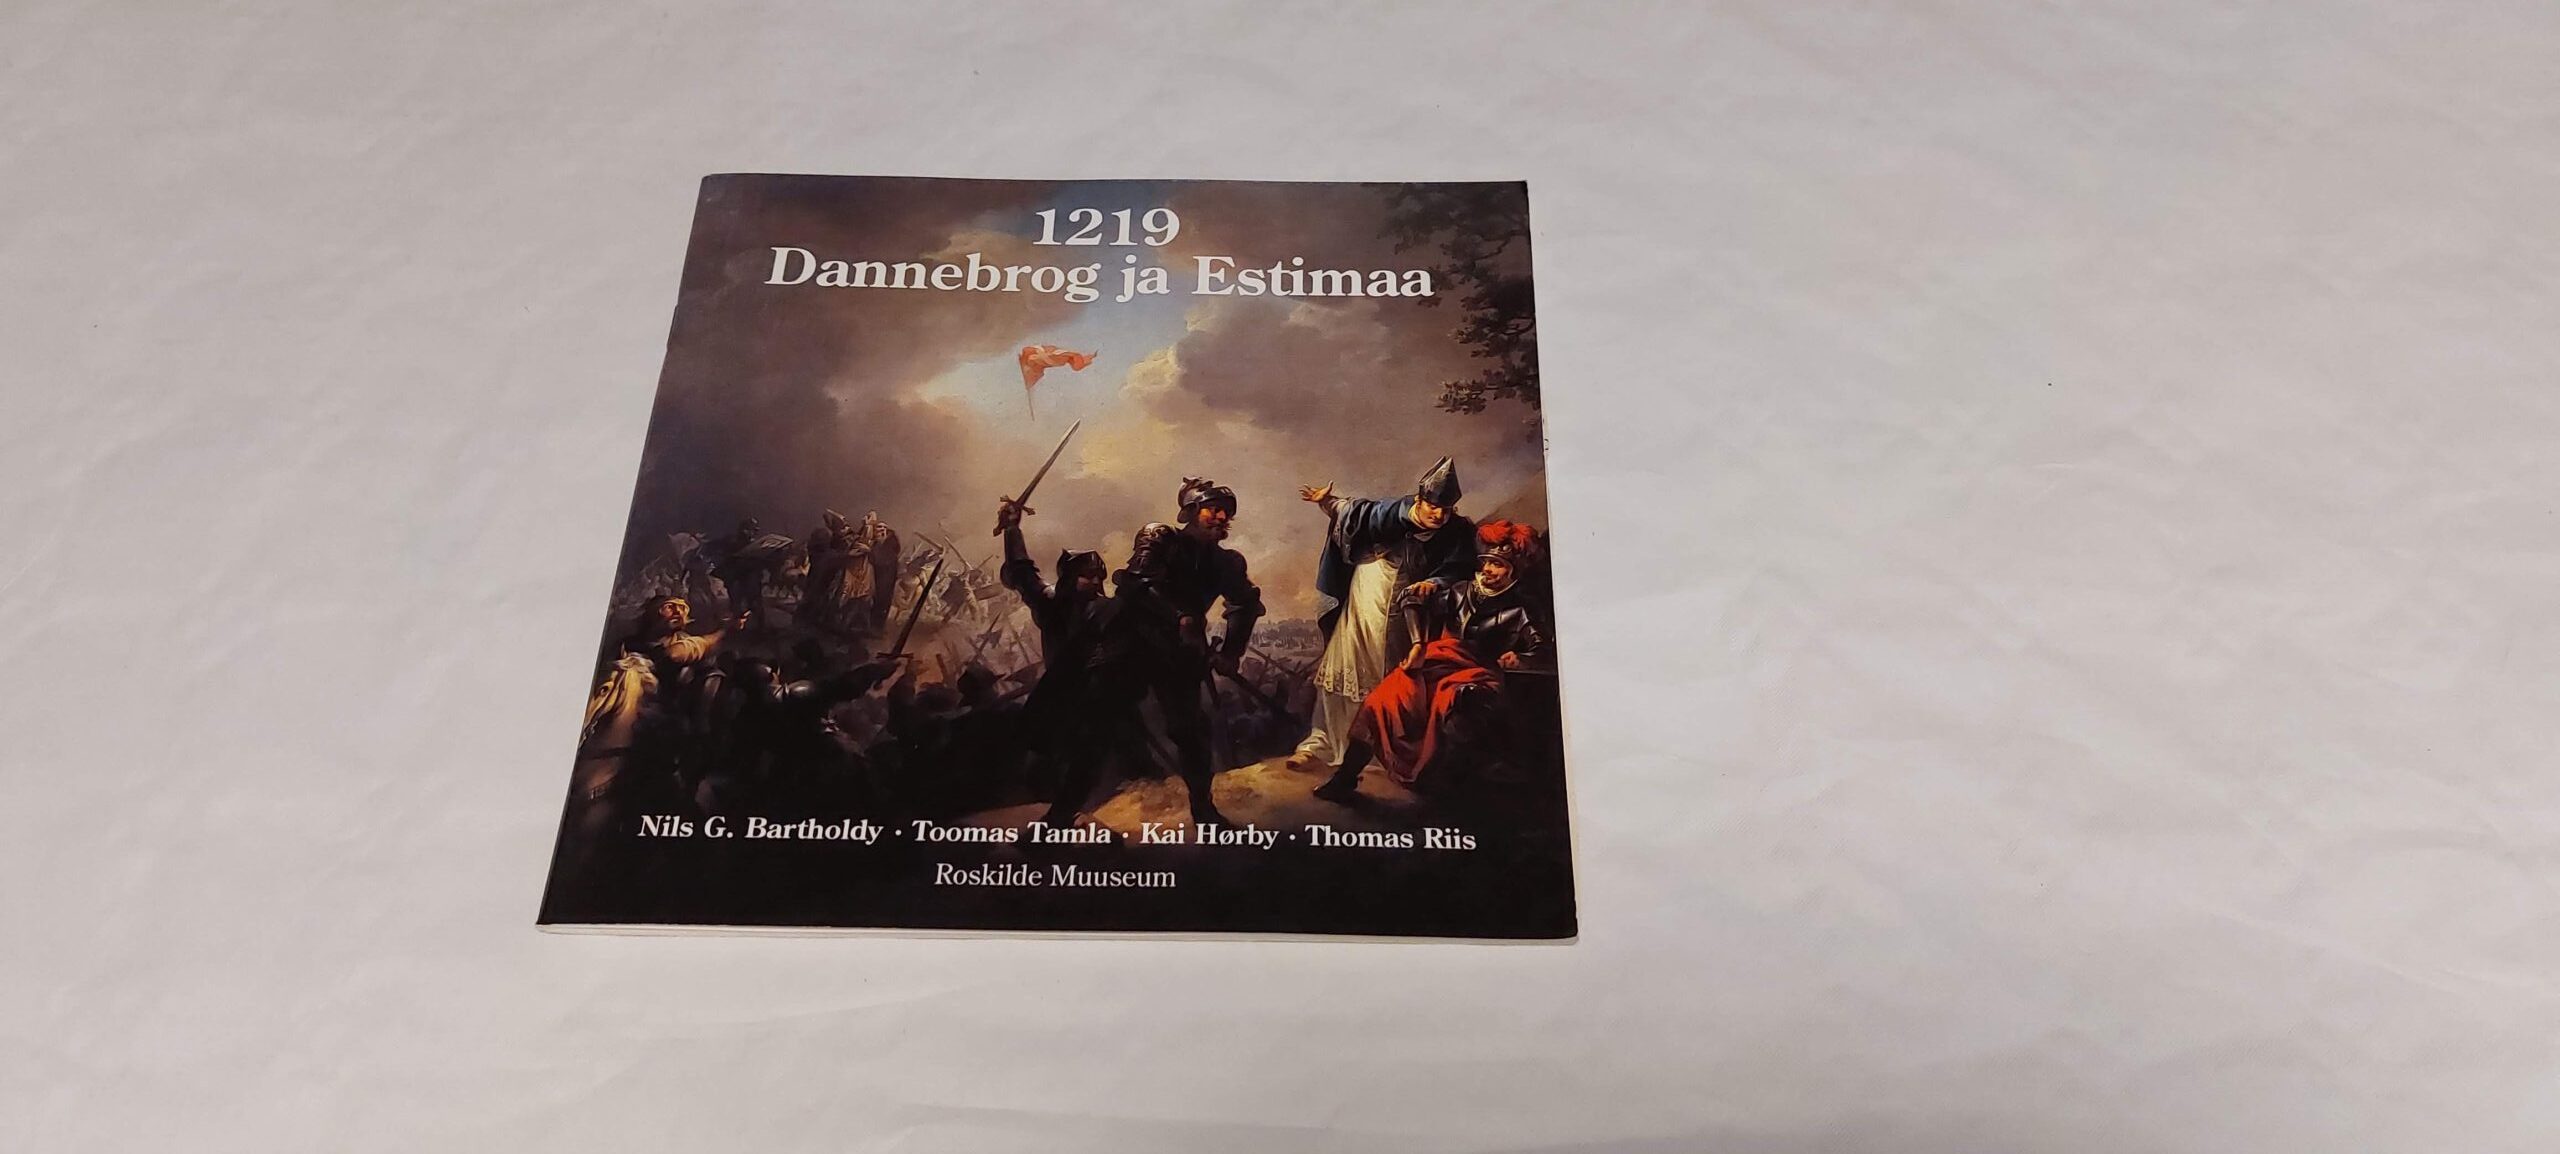 1219
Dannebrog ja Estimaa
Nils G. Bartholdy · Toomas Tamla · Kai Hørby · Thomas Riis
Roskilde Muuseum